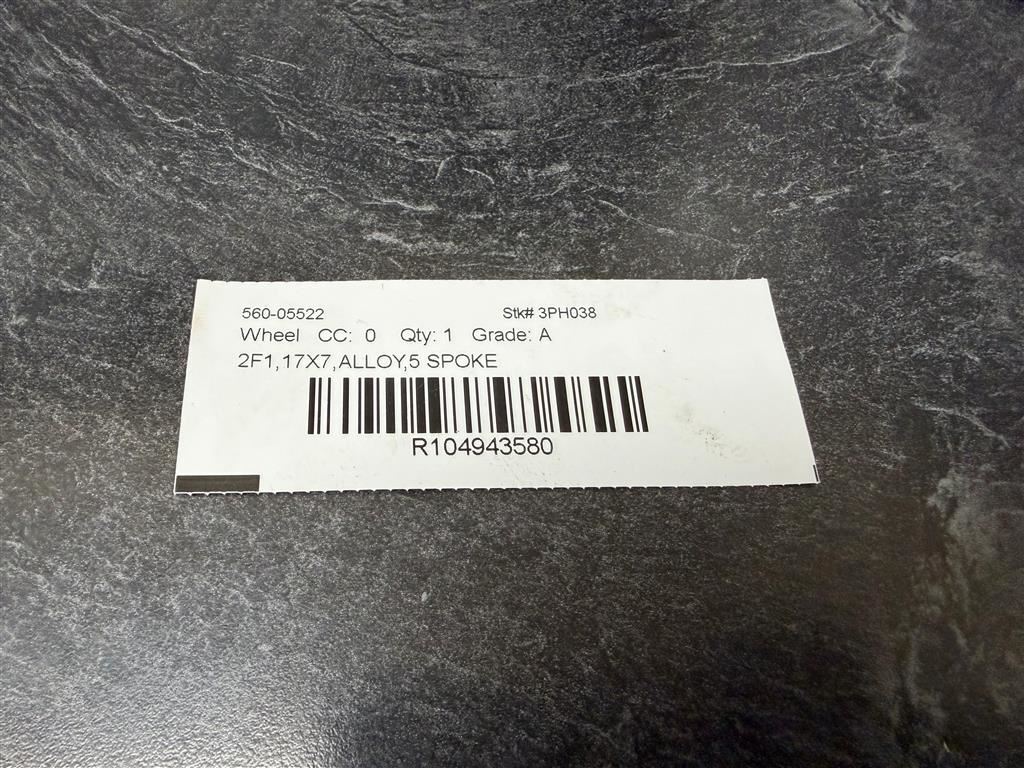 560-05522 Stk# 3PH038
Wheel CC: 0 Qty: 1 Grade: A
2F1,17X7,ALLOY,5 SPOKE
R104943580